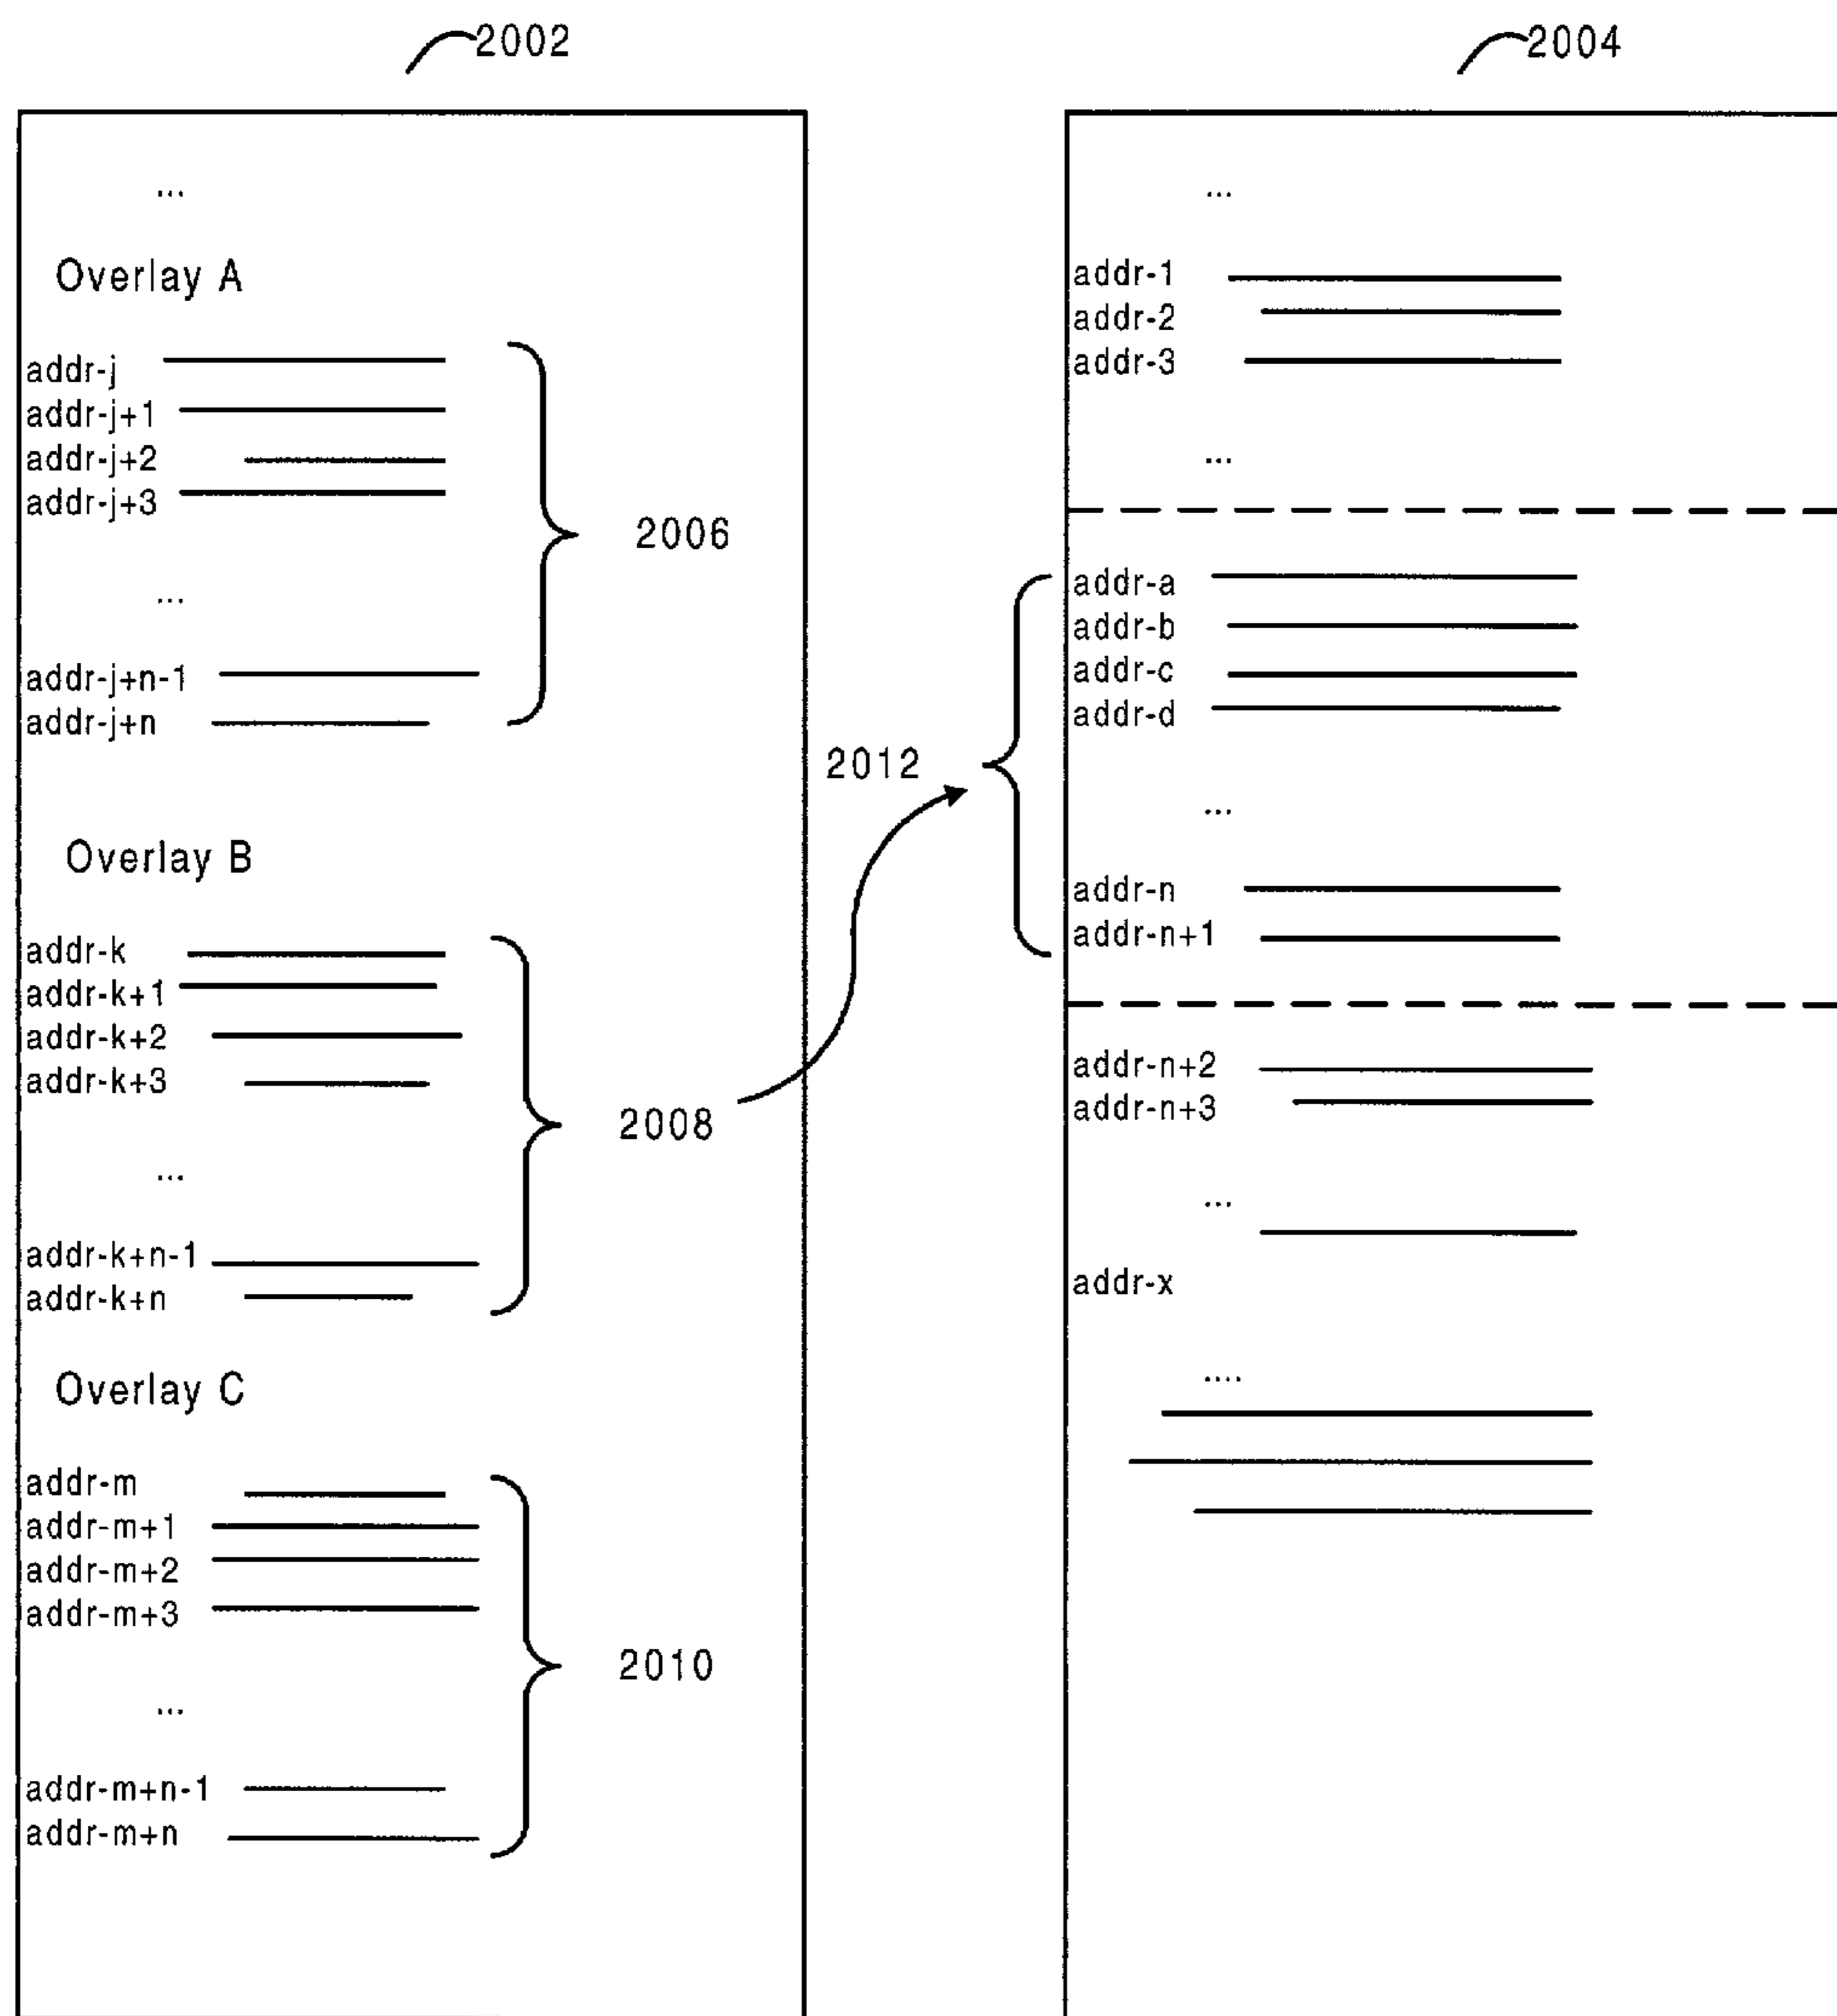 2002
...
Overlay A
addr-j
addr-j+1
addr-j+2
addr-j+3
...
addr-j+n-1
addr-j+n
2006
Overlay B
addr-k
addr-k+1
addr-k+2
addr-k+3
...
addr-k+n-1
addr-k+n
2008
Overlay C
addr-m
addr-m+1
addr-m+2
addr-m+3
...
addr-m+n-1
addr-m+n
2010
2004
...
addr-1
addr-2
addr-3
...
2012
addr-a
addr-b
addr-c
addr-d
...
addr-n
addr-n+1
addr-n+2
addr-n+3
...
addr-x
....